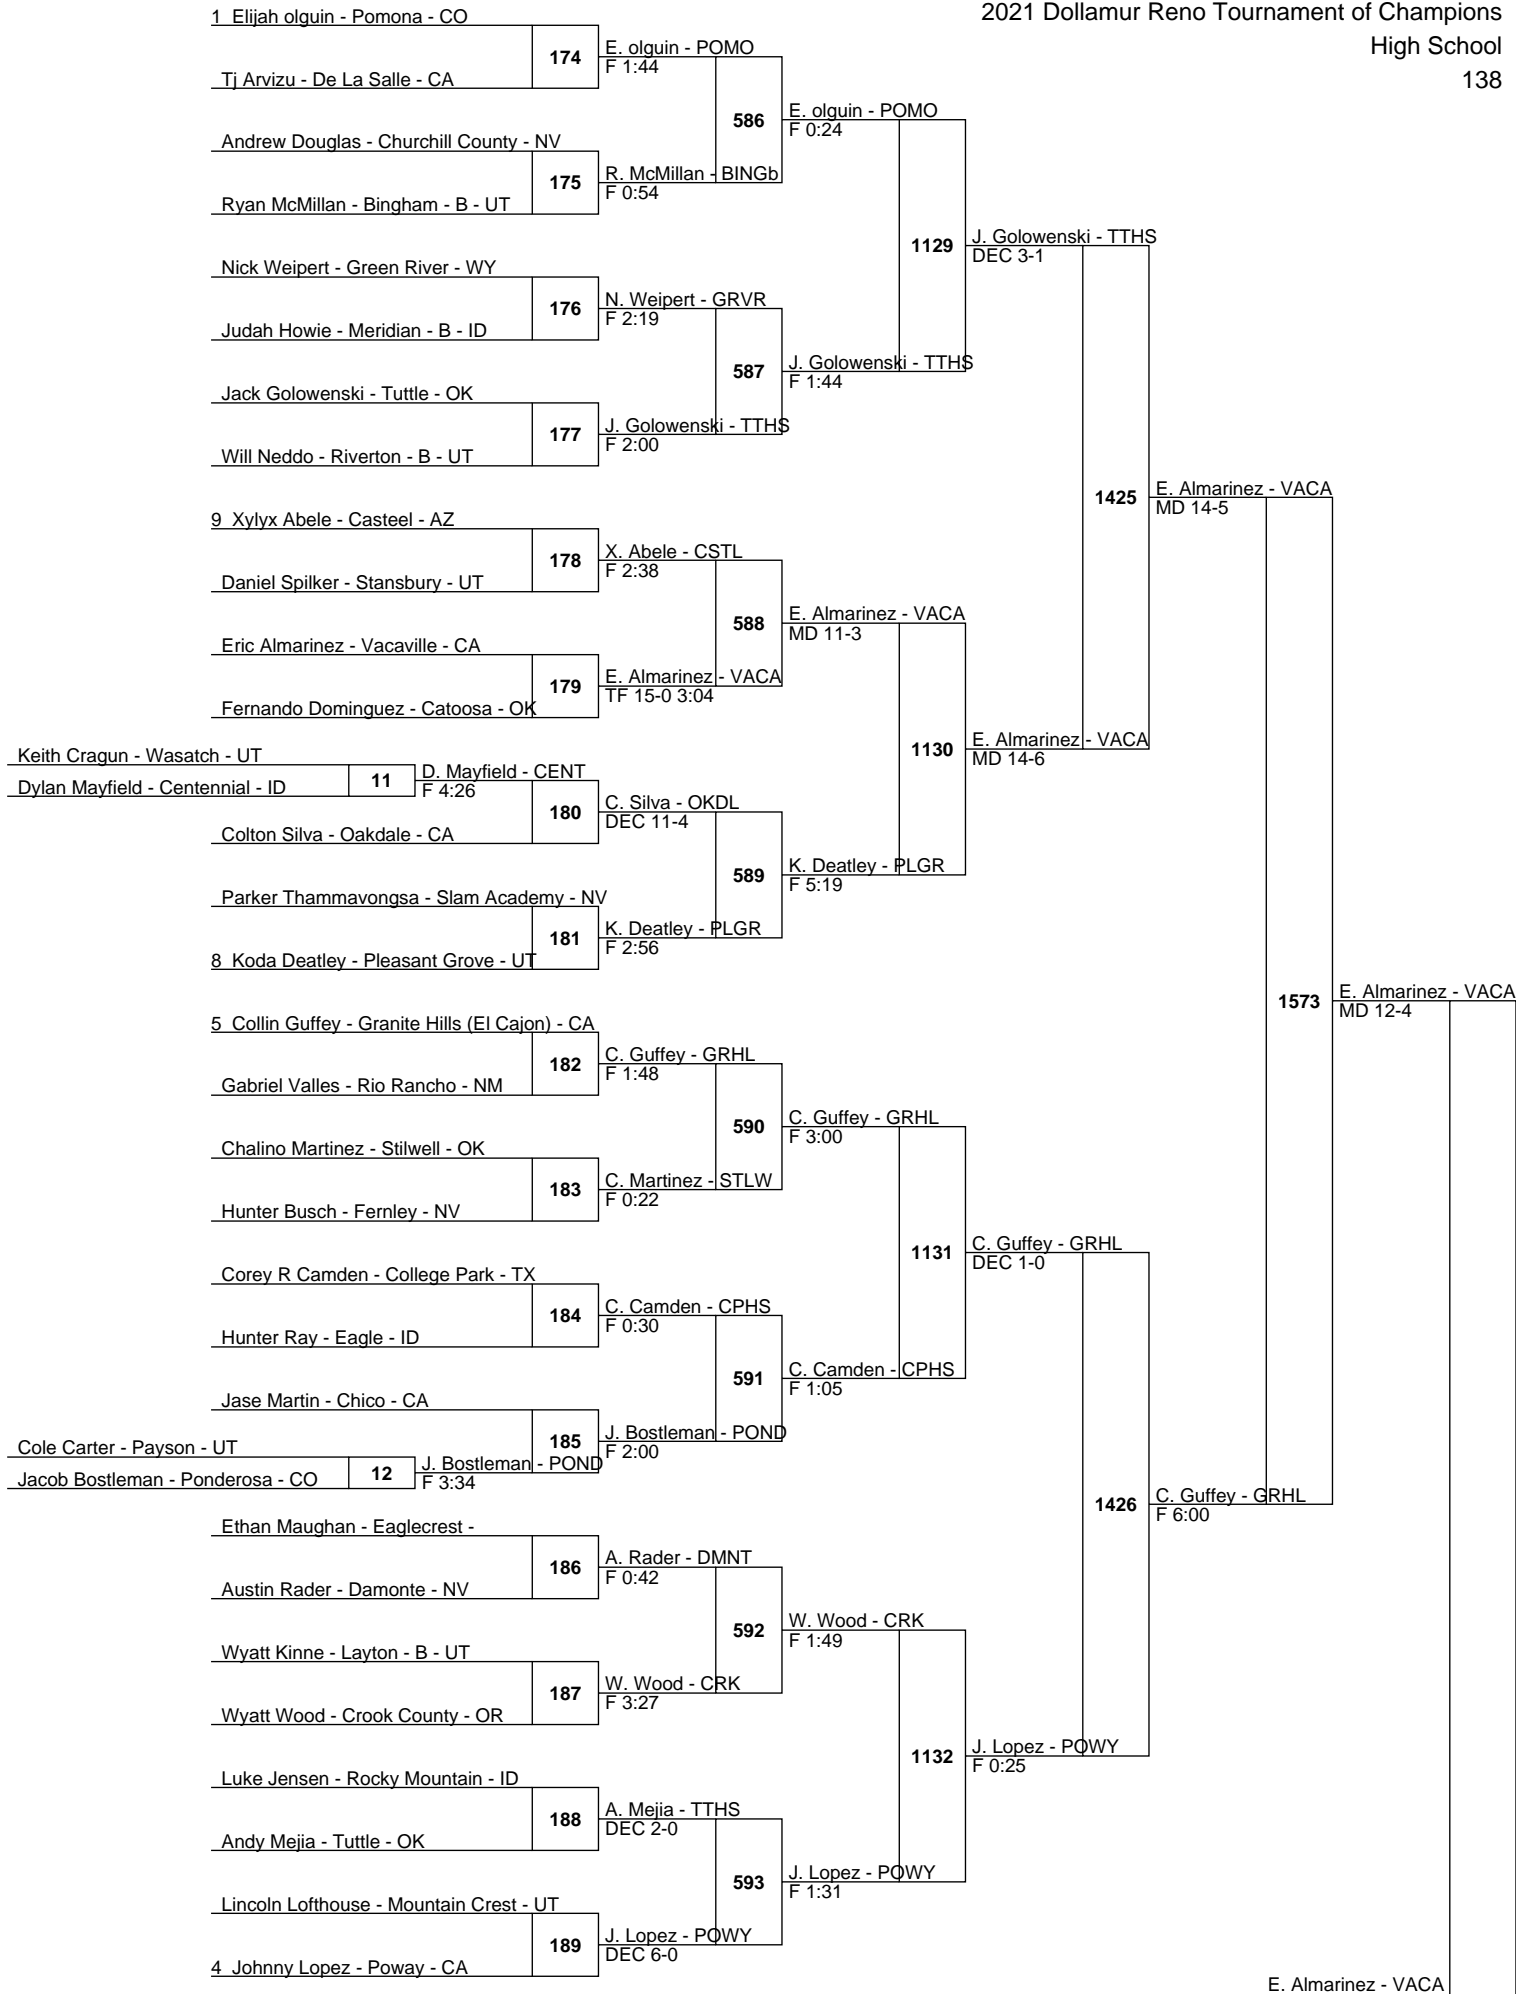 2021 Dollamur Reno Tournament of Champions
High School
138
1 Elijah olguin - Pomona - CO
174
E. olguin - POMO
F 1:44
Tj Arvizu - De La Salle - CA
586
E. olguin - POMO
F 0:24
Andrew Douglas - Churchill County - NV
175
R. McMillan - BINGb
F 0:54
Ryan McMillan - Bingham - B - UT
1129
J. Golowenski - TTHS
DEC 3-1
Nick Weipert - Green River - WY
176
N. Weipert - GRVR
F 2:19
Judah Howie - Meridian - B - ID
587
J. Golowenski - TTHS
F 1:44
Jack Golowenski - Tuttle - OK
177
J. Golowenski - TTHS
F 2:00
Will Neddo - Riverton - B - UT
1425
E. Almarinez - VACA
MD 14-5
9 Xylyx Abele - Casteel - AZ
178
X. Abele - CSTL
F 2:38
Daniel Spilker - Stansbury - UT
588
E. Almarinez - VACA
MD 11-3
Eric Almarinez - Vacaville - CA
179
E. Almarinez - VACA
TF 15-0 3:04
Fernando Dominguez - Catoosa - OK
1130
E. Almarinez - VACA
MD 14-6
Keith Cragun - Wasatch - UT
11
D. Mayfield - CENT
F 4:26
Dylan Mayfield - Centennial - ID
180
C. Silva - OKDL
DEC 11-4
Colton Silva - Oakdale - CA
589
K. Deatley - PLGR
F 5:19
Parker Thammavongsa - Slam Academy - NV
181
K. Deatley - PLGR
F 2:56
8 Koda Deatley - Pleasant Grove - UT
1573
E. Almarinez - VACA
MD 12-4
5 Collin Guffey - Granite Hills (El Cajon) - CA
182
C. Guffey - GRHL
F 1:48
Gabriel Valles - Rio Rancho - NM
590
C. Guffey - GRHL
F 3:00
Chalino Martinez - Stilwell - OK
183
C. Martinez - STLW
F 0:22
Hunter Busch - Fernley - NV
1131
C. Guffey - GRHL
DEC 1-0
Corey R Camden - College Park - TX
184
C. Camden - CPHS
F 0:30
Hunter Ray - Eagle - ID
591
C. Camden - CPHS
F 1:05
Jase Martin - Chico - CA
185
J. Bostleman - POND
F 2:00
Cole Carter - Payson - UT
12
J. Bostleman - POND
F 3:34
Jacob Bostleman - Ponderosa - CO
1426
C. Guffey - GRHL
F 6:00
Ethan Maughan - Eaglecrest -
186
A. Rader - DMNT
F 0:42
Austin Rader - Damonte - NV
592
W. Wood - CRK
F 1:49
Wyatt Kinne - Layton - B - UT
187
W. Wood - CRK
F 3:27
Wyatt Wood - Crook County - OR
1132
J. Lopez - POWY
F 0:25
Luke Jensen - Rocky Mountain - ID
188
A. Mejia - TTHS
DEC 2-0
Andy Mejia - Tuttle - OK
593
J. Lopez - POWY
F 1:31
Lincoln Lofthouse - Mountain Crest - UT
189
J. Lopez - POWY
DEC 6-0
4 Johnny Lopez - Poway - CA
E. Almarinez - VACA